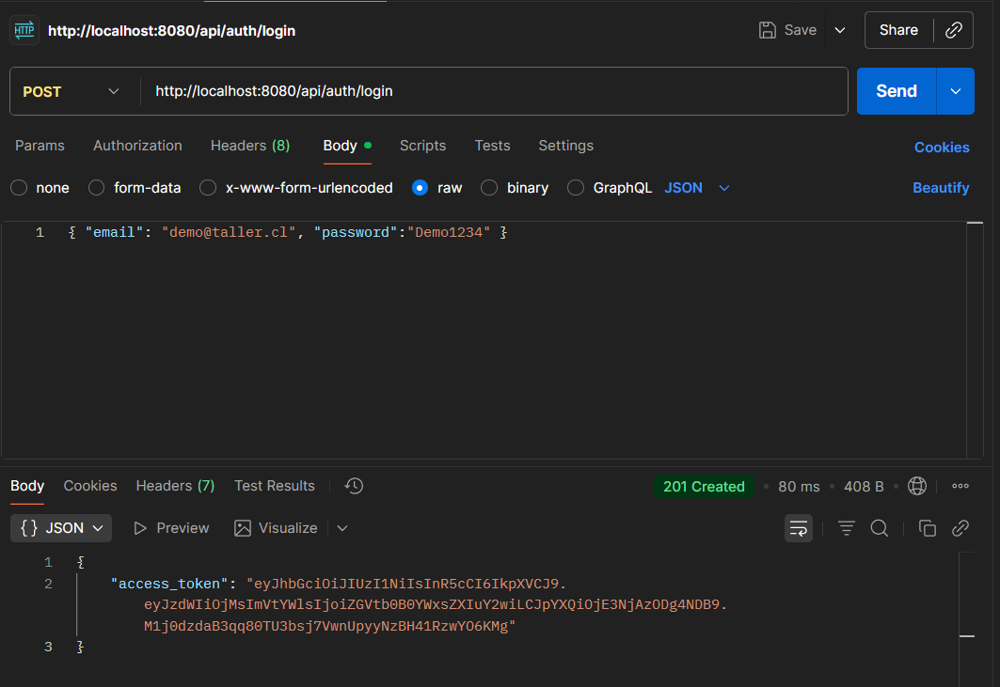 HTTP http://localhost:8080/api/auth/login Save Share
POST http://localhost:8080/api/auth/login Send
Params Authorization Headers (8) Body Scripts Tests Settings Cookies
none form-data x-www-form-urlencoded raw binary GraphQL JSON Beautify
1 { "email": "demo@taller.cl", "password":"Demo1234" }
Body Cookies Headers (7) Test Results 201 Created • 80 ms • 408 B •
{} JSON Preview Visualize
1 {
2 "access_token": "eyJhbGciOiJIUzI1NiIsInR5cCI6IkpXVCJ9.
eyJzdWIiOjMsImVtYWlsIjoiZGVtb0B0YWxsZXIuY2wiLCJpYXQiOjE3NjAzODg4NDB9.
M1j0dzdaB3qq80TU3bsj7VwnUpyyNzBH41RzwYO6KMg"
3 }